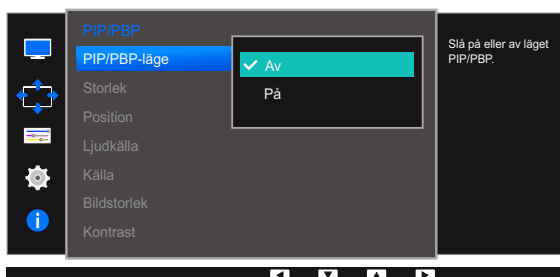 PIP/PBP
PIP/PBP-läge
Storlek
Position
Ljudkälla
Källa
Bildstorlek
Kontrast
Av
På
Slå på eller av läget
PIP/PBP.